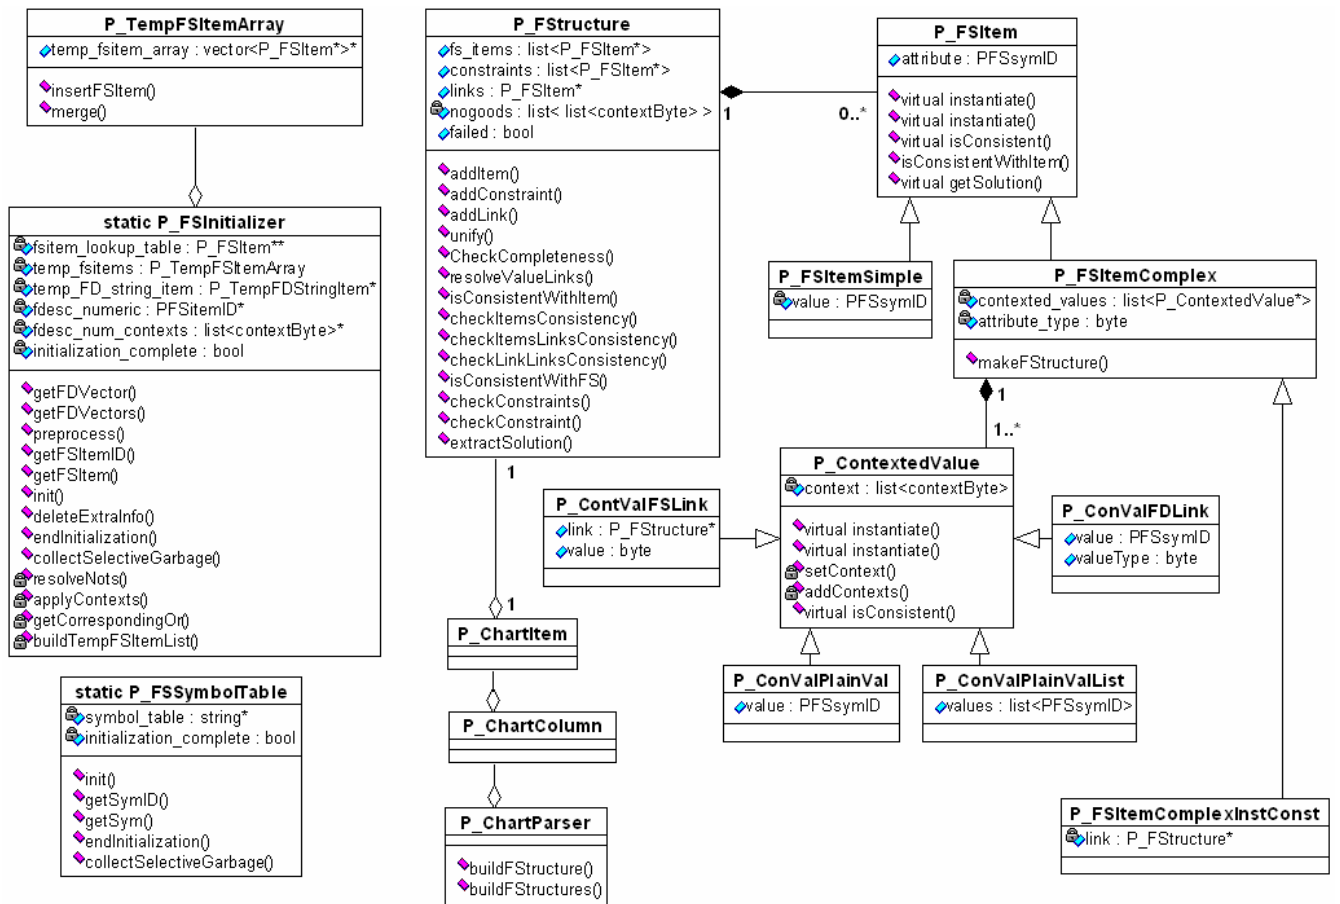 P_TempFSItemArray
temp_fsitem_array : vector<P_FSItem*>*
insertFSItem()
merge()
static P_FSInitializer
fsitem_lookup_table : P_FSItem**
temp_fsitems : P_TempFSItemArray
temp_FD_string_item : P_TempFDStringItem*
fdesc_numeric : PFSitemID*
fdesc_num_contexts : list<contextByte>*
initialization_complete : bool
getFDVector()
getFDVectors()
preprocess()
getFSItemID()
getFSItem()
init()
deleteExtraInfo()
endInitialization()
collectSelectiveGarbage()
resolveNots()
applyContexts()
getCorrespondingOr()
buildTempFSItemList()
static P_FSSymbolTable
symbol_table : string*
initialization_complete : bool
init()
getSymID()
getSym()
endInitialization()
collectSelectiveGarbage()
P_FStructure
fs_items : list<P_FSItem*>
constraints : list<P_FSItem*>
links : P_FSItem*
nogoods : list< list<contextByte> >
failed : bool
addItem()
addConstraint()
addLink()
unify()
CheckCompleteness()
resolveValueLinks()
isConsistentWithItem()
checkItemsConsistency()
checkItemsLinksConsistency()
checkLinkLinksConsistency()
isConsistentWithFS()
checkConstraints()
checkConstraint()
extractSolution()
1
0..*
1
1
P_ChartItem
P_ChartColumn
P_ChartParser
buildFStructure()
buildFStructures()
P_FSItem
attribute : PFSsymID
virtual instantiate()
virtual instantiate()
virtual isConsistent()
isConsistentWithItem()
virtual getSolution()
P_FSItemSimple
value : PFSsymID
P_FSItemComplex
contexted_values : list<P_ContextedValue*>
attribute_type : byte
makeFStructure()
1
1..*
P_ContextedValue
context : list<contextByte>
virtual instantiate()
virtual instantiate()
setContext()
addContexts()
virtual isConsistent()
P_ContValFSLink
link : P_FStructure*
value : byte
P_ConValFDLink
value : PFSsymID
valueType : byte
P_ConValPlainVal
value : PFSsymID
P_ConValPlainValList
values : list<PFSsymID>
P_FSItemComplexInstConst
link : P_FStructure*